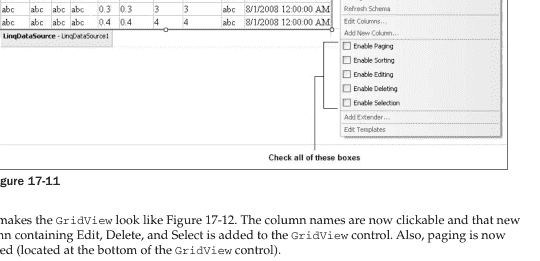 abc abc abc abc 0.3 0.3 3 3 abc 8/1/2008 12:00:00 AM
abc abc abc abc 0.4 0.4 4 4 abc 8/1/2008 12:00:00 AM
LinqDataSource - LinqDataSource1
Refresh Schema
Edit Columns...
Add New Column...
Enable Paging
Enable Sorting
Enable Editing
Enable Deleting
Enable Selection
Add Extender...
Edit Templates
Check all of these boxes
gure 17-11
makes the GridView look like Figure 17-12. The column names are now clickable and that new
nn containing Edit, Delete, and Select is added to the GridView control. Also, paging is now
ed (located at the bottom of the GridView control).